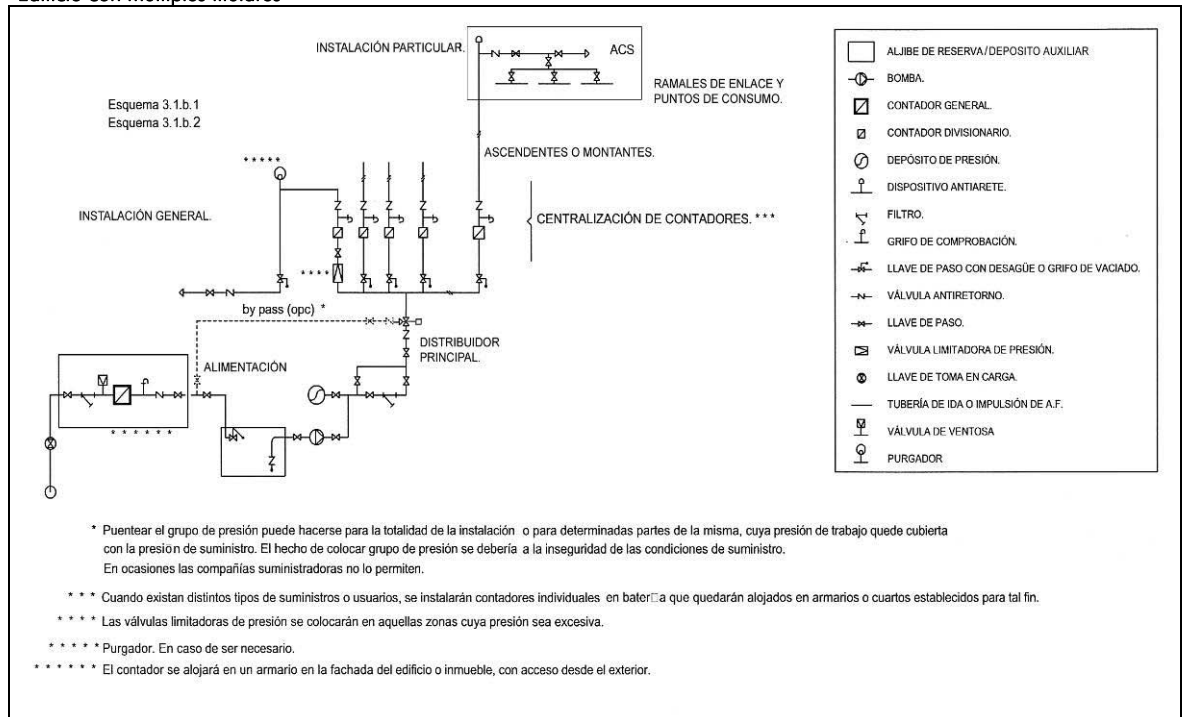 INSTALACIÓN PARTICULAR.
ACS
RAMALES DE ENLACE Y
PUNTOS DE CONSUMO.
Esquema 3.1.b.1
Esquema 3.1.b.2
ASCENDENTES O MONTANTES.
* * * * *
INSTALACIÓN GENERAL.
CENTRALIZACIÓN DE CONTADORES. * * *
* * * *
by pass (opc) *
DISTRIBUIDOR
PRINCIPAL.
ALIMENTACIÓN
* * * * * *
ALJIBE DE RESERVA/DEPOSITO AUXILIAR
BOMBA.
CONTADOR GENERAL.
CONTADOR DIVISIONARIO.
DEPÓSITO DE PRESIÓN.
DISPOSITIVO ANTIARETE.
FILTRO.
GRIFO DE COMPROBACIÓN.
LLAVE DE PASO CON DESAGÜE O GRIFO DE VACIADO.
VÁLVULA ANTIRETORNO.
LLAVE DE PASO.
VÁLVULA LIMITADORA DE PRESIÓN.
LLAVE DE TOMA EN CARGA.
TUBERÍA DE IDA O IMPULSIÓN DE A.F.
VÁLVULA DE VENTOSA
PURGADOR
* Puentear el grupo de presión puede hacerse para la totalidad de la instalación o para determinadas partes de la misma, cuya presión de trabajo quede cubierta
con la presión de suministro. El hecho de colocar grupo de presión se debería a la inseguridad de las condiciones de suministro.
En ocasiones las compañías suministradoras no lo permiten.
* * * Cuando existan distintos tipos de suministros o usuarios, se instalarán contadores individuales en bater□a que quedarán alojados en armarios o cuartos establecidos para tal fin.
* * * * Las válvulas limitadoras de presión se colocarán en aquellas zonas cuya presión sea excesiva.
* * * * * Purgador. En caso de ser necesario.
* * * * * * El contador se alojará en un armario en la fachada del edificio o inmueble, con acceso desde el exterior.